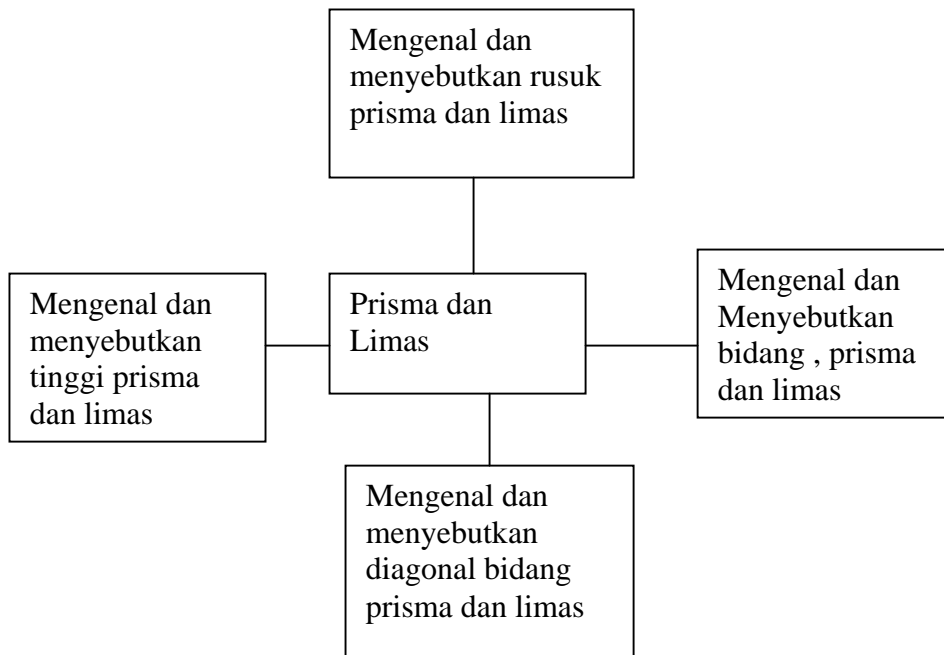 Mengenal dan
menyebutkan rusuk
prisma dan limas
Mengenal dan
menyebutkan
tinggi prisma
dan limas
Prisma dan
Limas
Mengenal dan
Menyebutkan
bidang , prisma
dan limas
Mengenal dan
menyebutkan
diagonal bidang
prisma dan limas